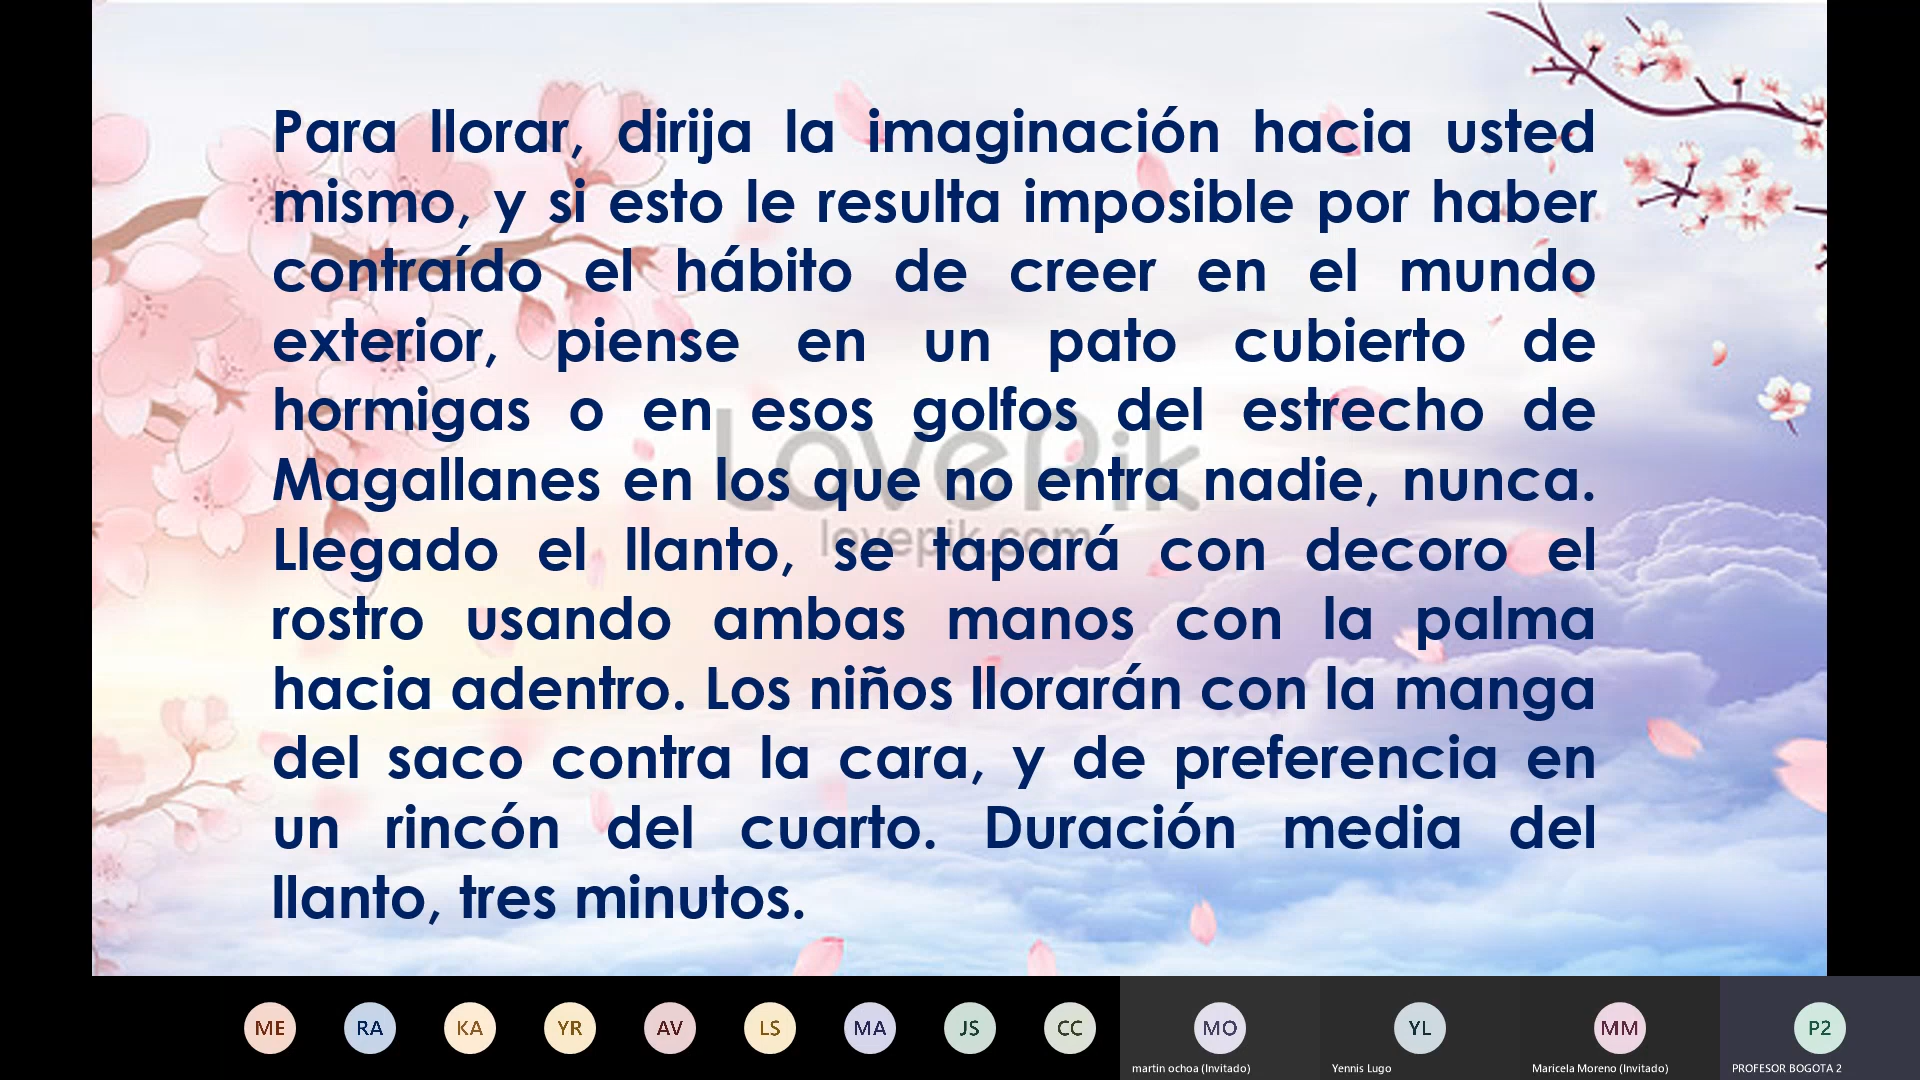 Para llorar, dirija la imaginación hacia usted
mismo, y si esto le resulta imposible por haber
contraído el hábito de creer en el mundo
exterior, piense en un pato cubierto de
hormigas o en esos golfos del estrecho de
Magallanes en los que no entra nadie, nunca.
Llegado el llanto, se tapará con decoro el
rostro usando ambas manos con la palma
hacia adentro. Los niños llorarán con la manga
del saco contra la cara, y de preferencia en
un rincón del cuarto. Duración media del
llanto, tres minutos.
LovePik
lovepik.com
ME RA KA YR AV LS MA JS CC MO YL MM P2
martin ochoa (Invitado) Yennis Lugo Maricela Moreno (Invitado) PROFESOR BOGOTA 2